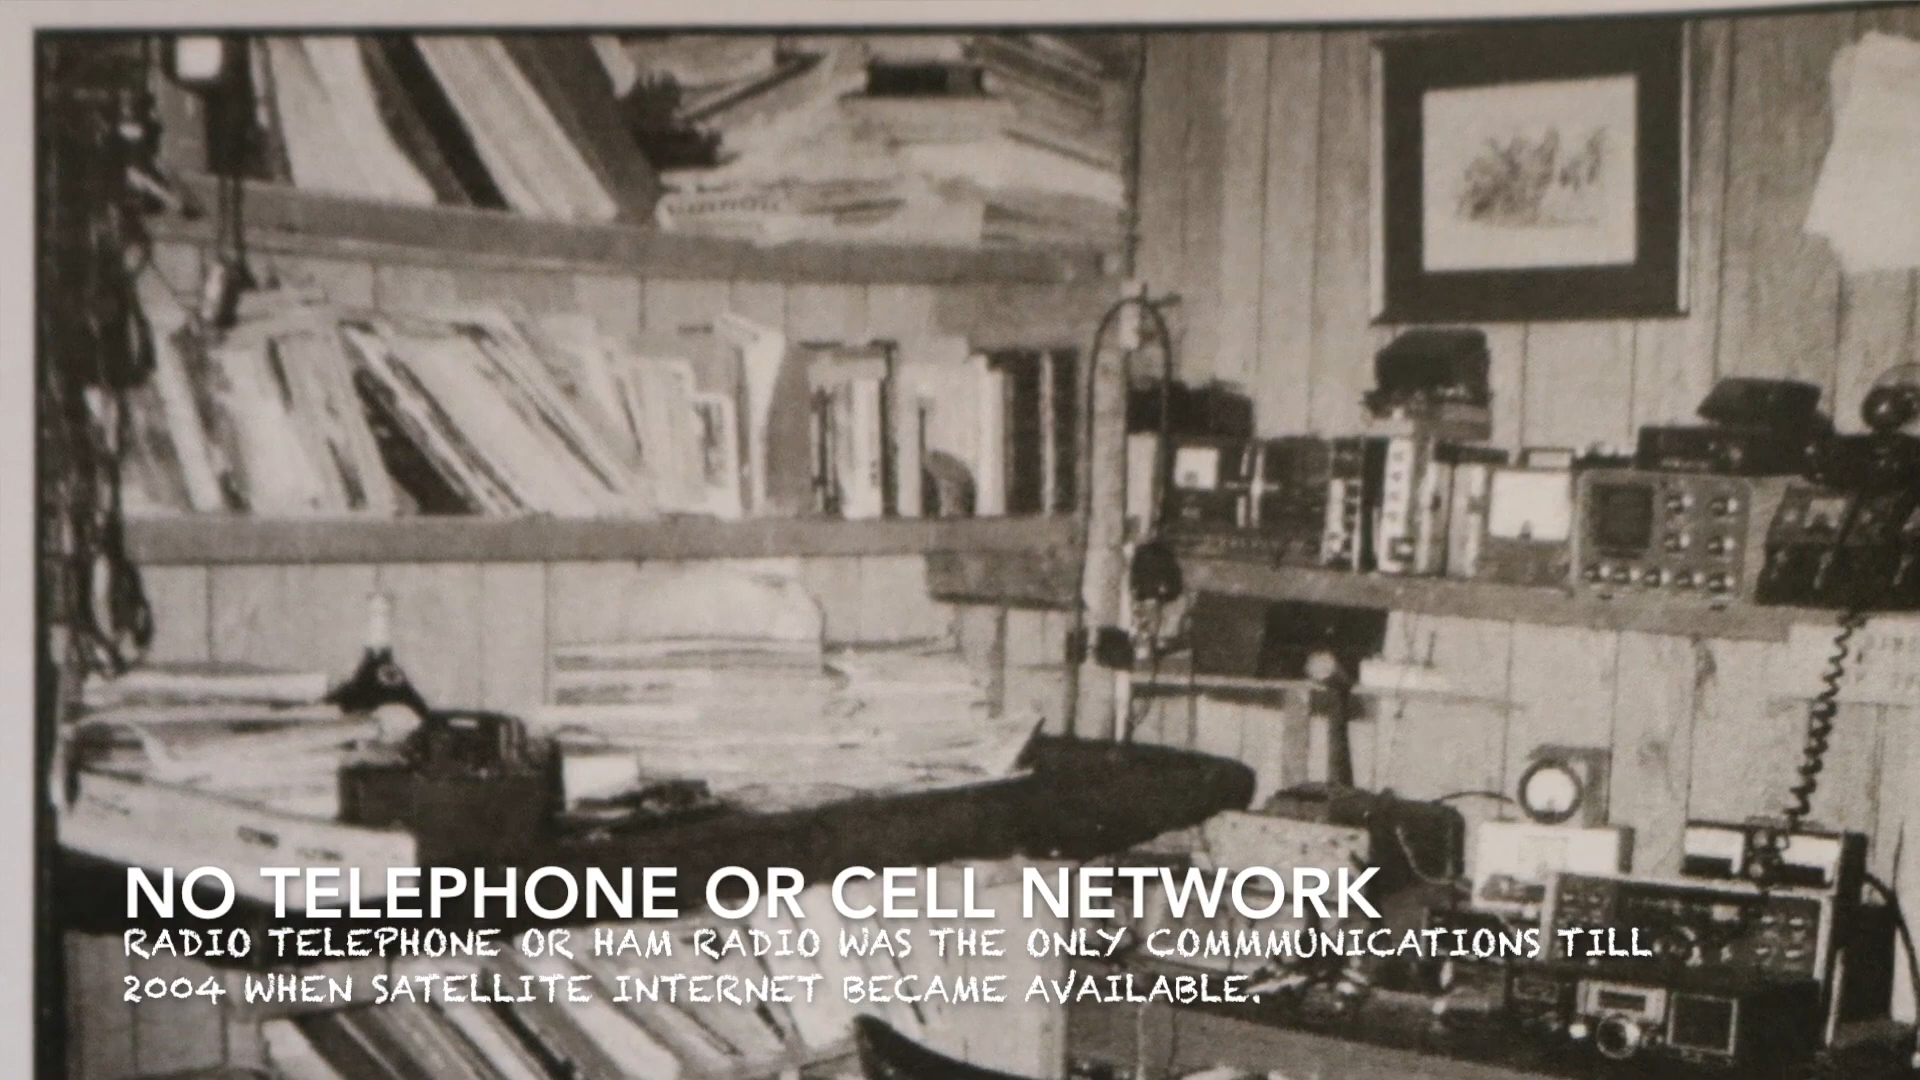 NO TELEPHONE OR CELL NETWORK
RADIO TELEPHONE OR HAM RADIO WAS THE ONLY COMMMUNICATIONS TILL
2004 WHEN SATELLITE INTERNET BECAME AVAILABLE.